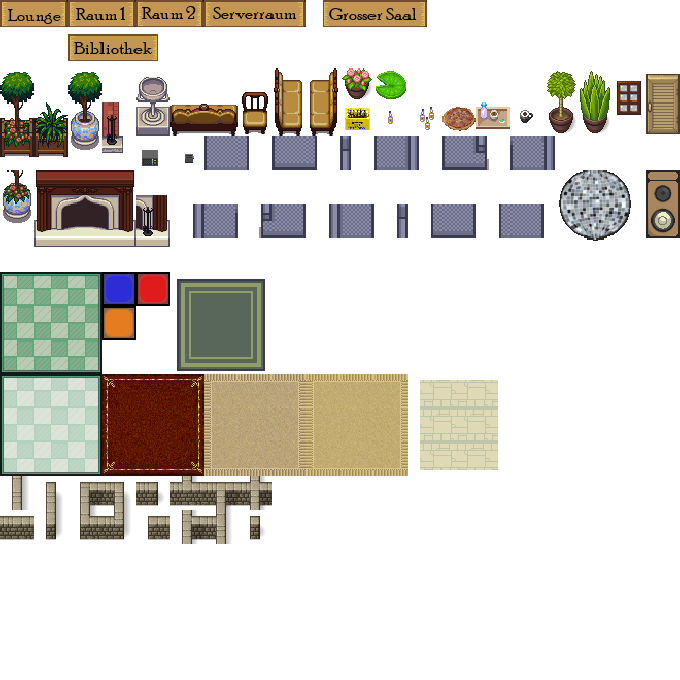 Lounge
Raum 1
Raum 2
Serverraum
Grosser Saal
Bibliothek